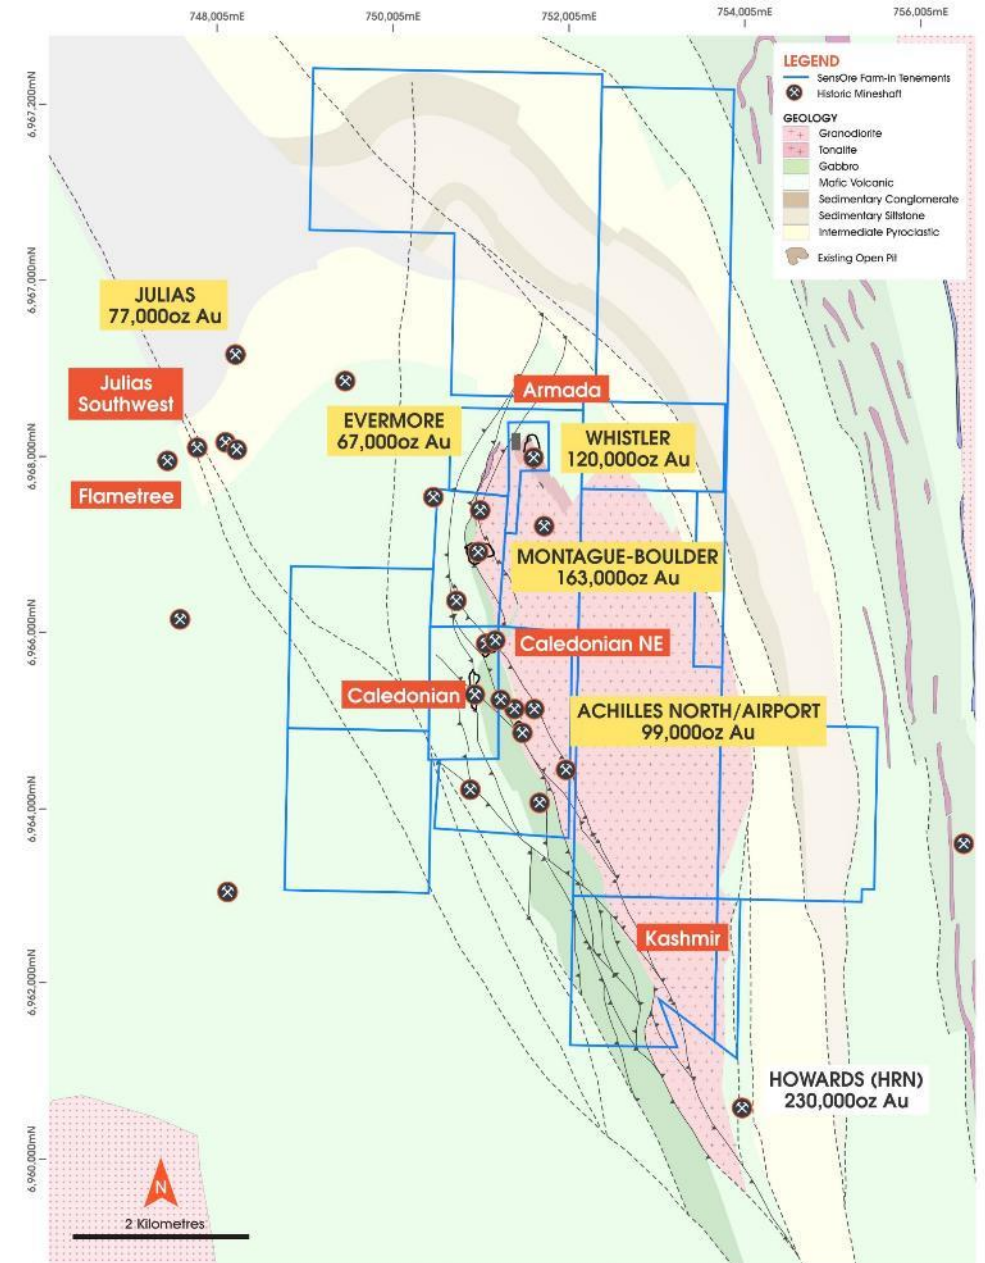 748,005mE
750,005mE
752,005mE
754,005mE
756,005mE
6,967,200mN
6,967,000mN
6,968,000mN
6,966,000mN
6,964,000mN
6,962,000mN
6,960,000mN
LEGEND
SensOre Farm-in Tenements
Historic Mineshaft
GEOLOGY
Granodiorite
Tonalite
Gabbro
Mafic Volcanic
Sedimentary Conglomerate
Sedimentary Siltstone
Intermediate Pyroclastic
Existing Open Pit
JULIAS
77,000oz Au
Julias
Southwest
Armada
EVERMORE
67,000oz Au
WHISTLER
120,000oz Au
Flametree
MONTAGUE-BOULDER
163,000oz Au
Caledonian NE
Caledonian
ACHILLES NORTH/AIRPORT
99,000oz Au
Kashmir
HOWARDS (HRN)
230,000oz Au
N
2 Kilometres